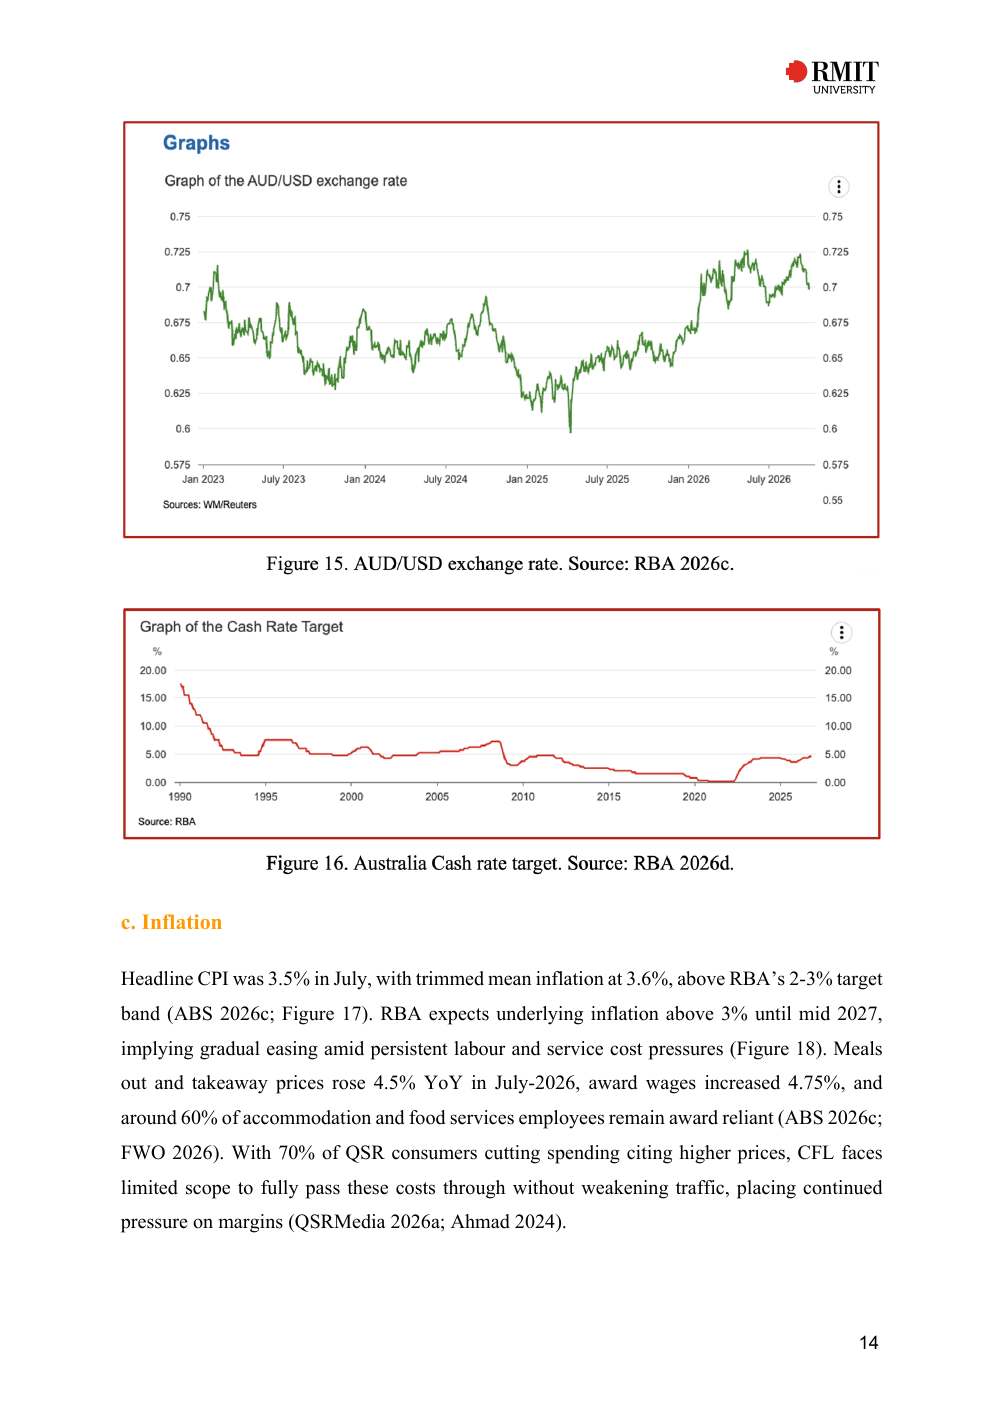 RMIT
UNIVERSITY
Graphs
Graph of the AUD/USD exchange rate
0.75 0.75
0.725 0.725
0.7 0.7
0.675 0.675
0.65 0.65
0.625 0.625
0.6 0.6
0.575 0.575
Jan 2023 July 2023 Jan 2024 July 2024 Jan 2025 July 2025 Jan 2026 July 2026
0.55
Sources: WM/Reuters
Figure 15. AUD/USD exchange rate. Source: RBA 2026c.
Graph of the Cash Rate Target
% %
20.00 20.00
15.00 15.00
10.00 10.00
5.00 5.00
0.00 0.00
1990 1995 2000 2005 2010 2015 2020 2025
Source: RBA
Figure 16. Australia Cash rate target. Source: RBA 2026d.
c. Inflation
Headline CPI was 3.5% in July, with trimmed mean inflation at 3.6%, above RBA’s 2-3% target
band (ABS 2026c; Figure 17). RBA expects underlying inflation above 3% until mid 2027,
implying gradual easing amid persistent labour and service cost pressures (Figure 18). Meals
out and takeaway prices rose 4.5% YoY in July-2026, award wages increased 4.75%, and
around 60% of accommodation and food services employees remain award reliant (ABS 2026c;
FWO 2026). With 70% of QSR consumers cutting spending citing higher prices, CFL faces
limited scope to fully pass these costs through without weakening traffic, placing continued
pressure on margins (QSRMedia 2026a; Ahmad 2024).
14